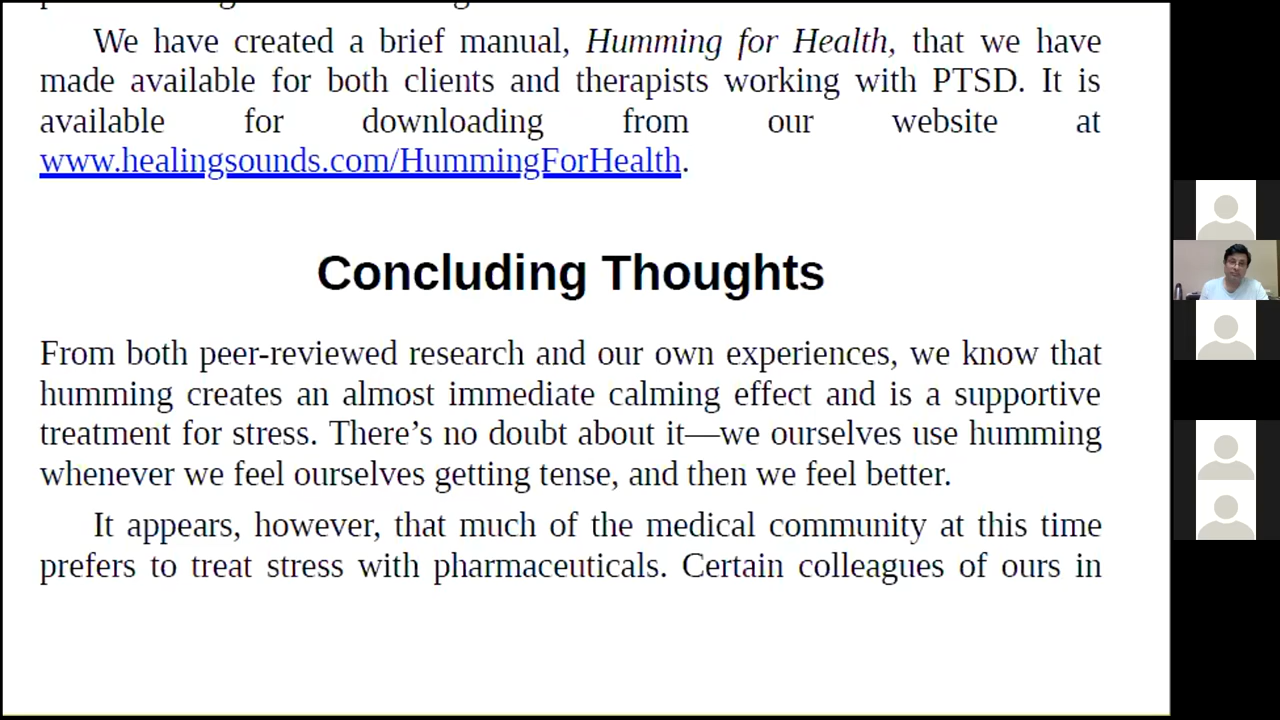 We have created a brief manual, Humming for Health, that we have
made available for both clients and therapists working with PTSD. It is
available for downloading from our website at
www.healingsounds.com/HummingForHealth.
Concluding Thoughts
From both peer-reviewed research and our own experiences, we know that
humming creates an almost immediate calming effect and is a supportive
treatment for stress. There’s no doubt about it—we ourselves use humming
whenever we feel ourselves getting tense, and then we feel better.
It appears, however, that much of the medical community at this time
prefers to treat stress with pharmaceuticals. Certain colleagues of ours in